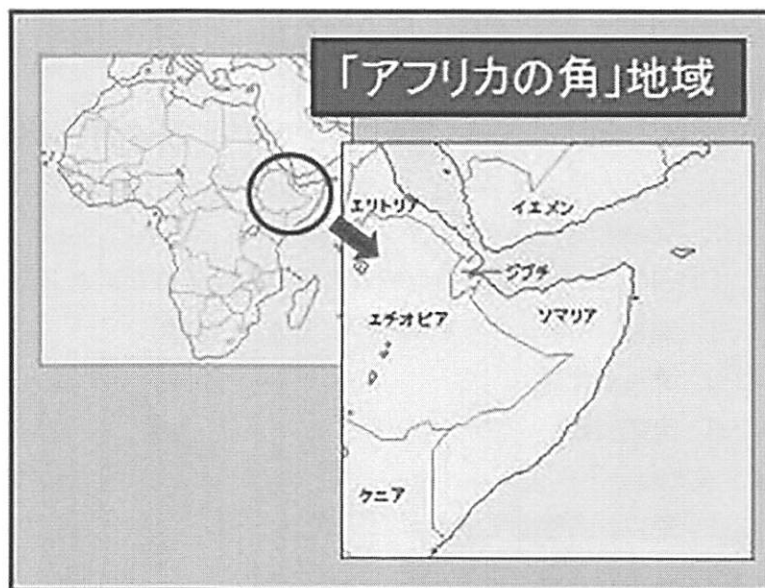 「アフリカの角」地域
エリトリア
イエメン
ジブチ
エチオピア
ソマリア
ケニア